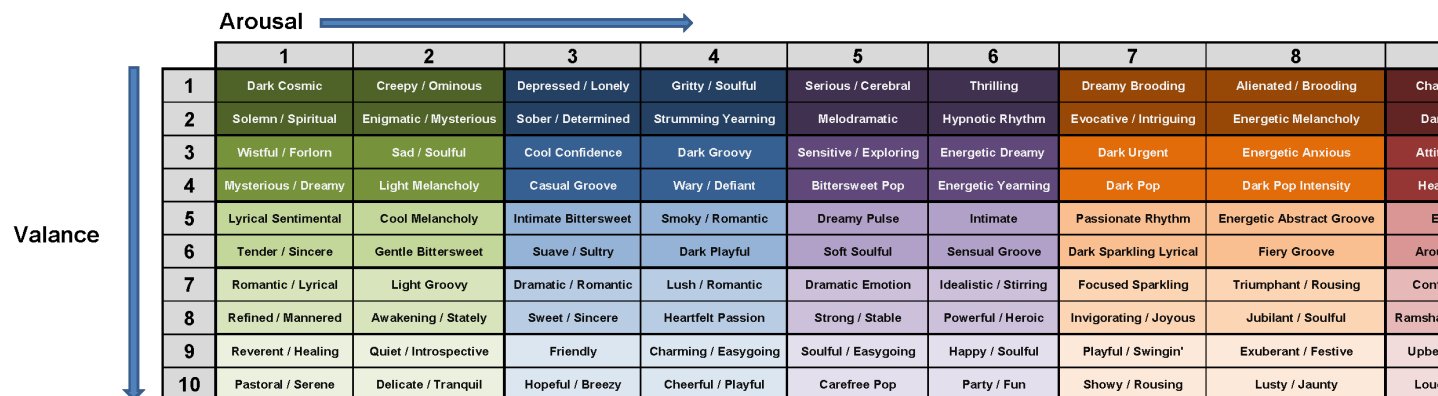 Arousal
1 2 3 4 5 6 7 8
1 Dark Cosmic Creepy / Ominous Depressed / Lonely Gritty / Soulful Serious / Cerebral Thrilling Dreamy Brooding Alienated / Brooding Cha
2 Solemn / Spiritual Enigmatic / Mysterious Sober / Determined Strumming Yearning Melodramatic Hypnotic Rhythm Evocative / Intriguing Energetic Melancholy Dar
3 Wistful / Forlorn Sad / Soulful Cool Confidence Dark Groovy Sensitive / Exploring Energetic Dreamy Dark Urgent Energetic Anxious Attit
4 Mysterious / Dreamy Light Melancholy Casual Groove Wary / Defiant Bittersweet Pop Energetic Yearning Dark Pop Dark Pop Intensity Hea
5 Lyrical Sentimental Cool Melancholy Intimate Bittersweet Smoky / Romantic Dreamy Pulse Intimate Passionate Rhythm Energetic Abstract Groove E
Valance
6 Tender / Sincere Gentle Bittersweet Suave / Sultry Dark Playful Soft Soulful Sensual Groove Dark Sparkling Lyrical Fiery Groove Arou
7 Romantic / Lyrical Light Groovy Dramatic / Romantic Lush / Romantic Dramatic Emotion Idealistic / Stirring Focused Sparkling Triumphant / Rousing Conf
8 Refined / Mannered Awakening / Stately Sweet / Sincere Heartfelt Passion Strong / Stable Powerful / Heroic Invigorating / Joyous Jubilant / Soulful Ramsha
9 Reverent / Healing Quiet / Introspective Friendly Charming / Easygoing Soulful / Easygoing Happy / Soulful Playful / Swingin' Exuberant / Festive Upbe
10 Pastoral / Serene Delicate / Tranquil Hopeful / Breezy Cheerful / Playful Carefree Pop Party / Fun Showy / Rousing Lusty / Jaunty Lou